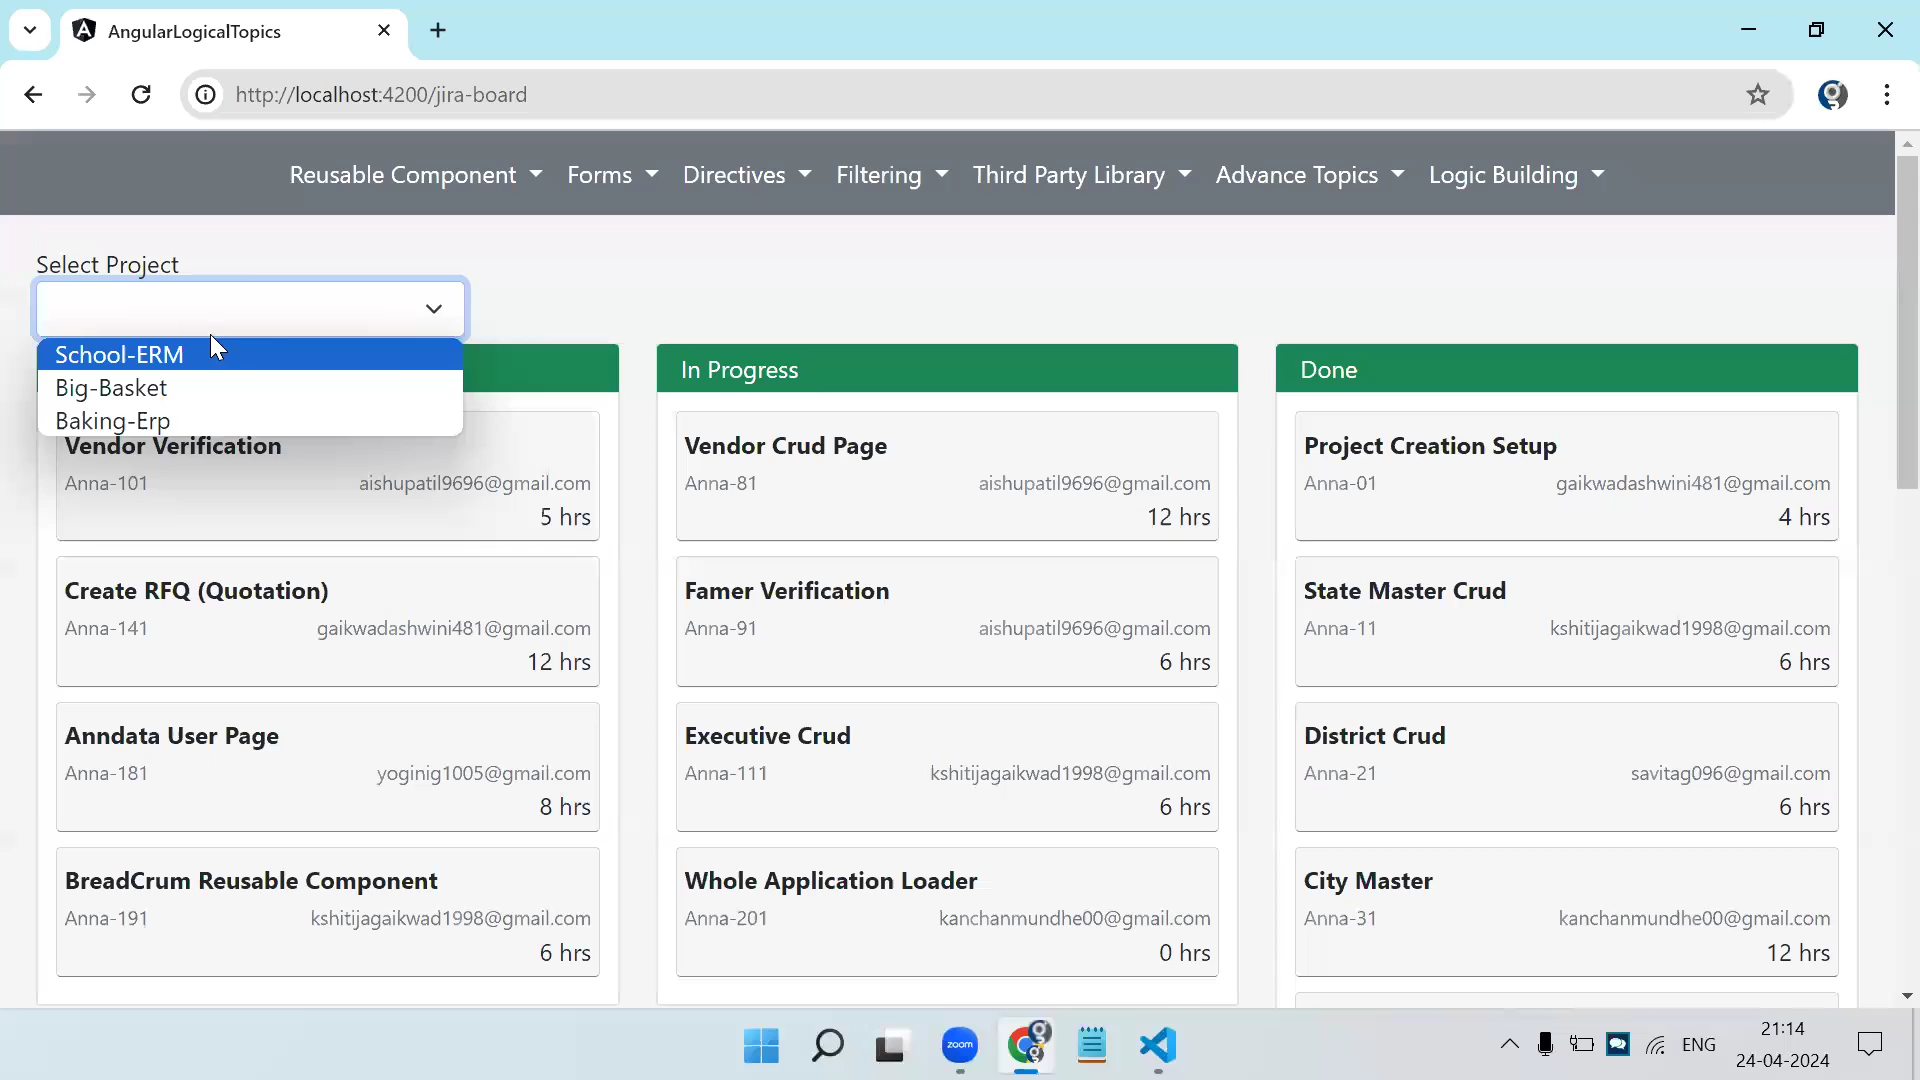 AngularLogicalTopics
http://localhost:4200/jira-board
Reusable Component Forms Directives Filtering Third Party Library Advance Topics Logic Building
Select Project
School-ERM
Big-Basket
Baking-Erp
Vendor Verification
Anna-101 aishupatil9696@gmail.com
5 hrs
Create RFQ (Quotation)
Anna-141 gaikwadashwini481@gmail.com
12 hrs
Anndata User Page
Anna-181 yoginig1005@gmail.com
8 hrs
BreadCrum Reusable Component
Anna-191 kshitijagaikwad1998@gmail.com
6 hrs
In Progress
Vendor Crud Page
Anna-81 aishupatil9696@gmail.com
12 hrs
Famer Verification
Anna-91 aishupatil9696@gmail.com
6 hrs
Executive Crud
Anna-111 kshitijagaikwad1998@gmail.com
6 hrs
Whole Application Loader
Anna-201 kanchanmundhe00@gmail.com
0 hrs
Done
Project Creation Setup
Anna-01 gaikwadashwini481@gmail.com
4 hrs
State Master Crud
Anna-11 kshitijagaikwad1998@gmail.com
6 hrs
District Crud
Anna-21 savitag096@gmail.com
6 hrs
City Master
Anna-31 kanchanmundhe00@gmail.com
12 hrs
zoom
ENG
21:14
24-04-2024